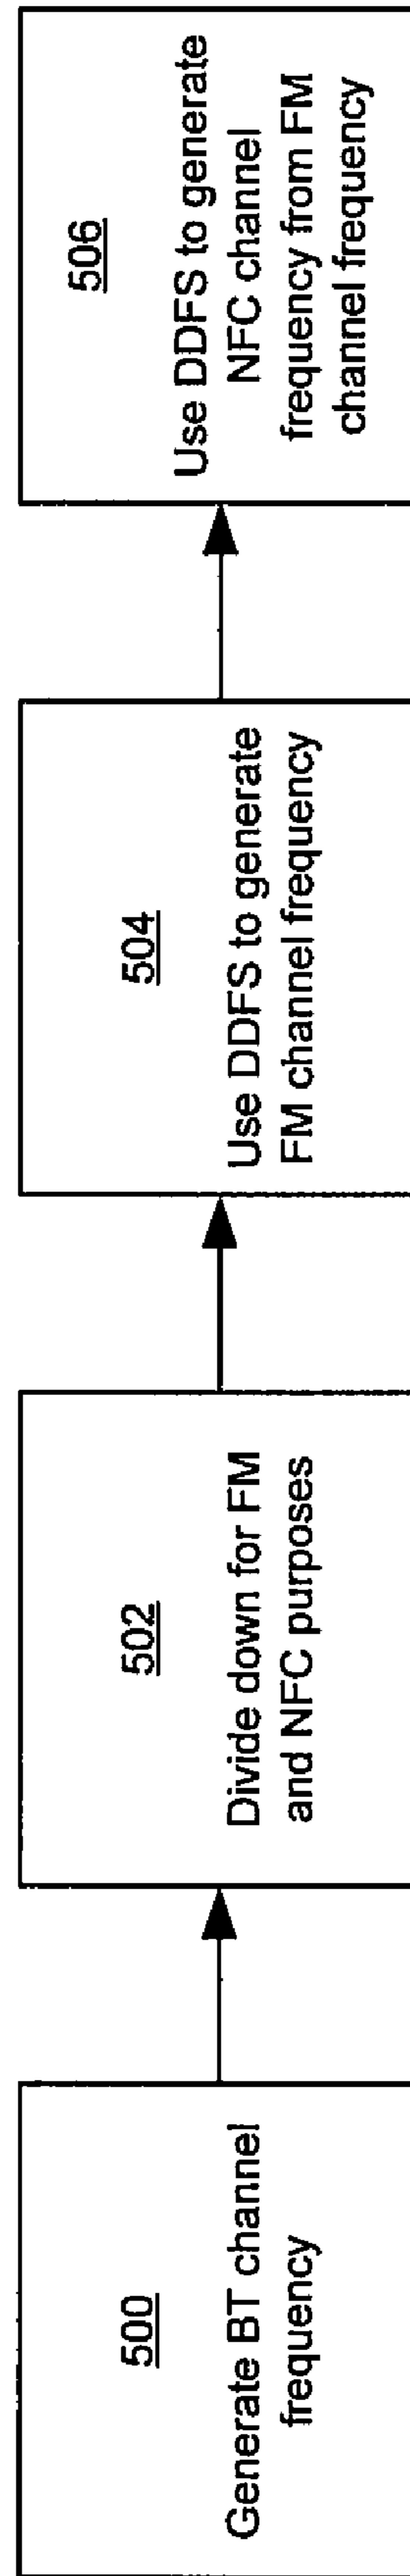 500
Generate BT channel
frequency
502
Divide down for FM
and NFC purposes
504
Use DDFS to generate
FM channel frequency
506
Use DDFS to generate
NFC channel
frequency from FM
channel frequency